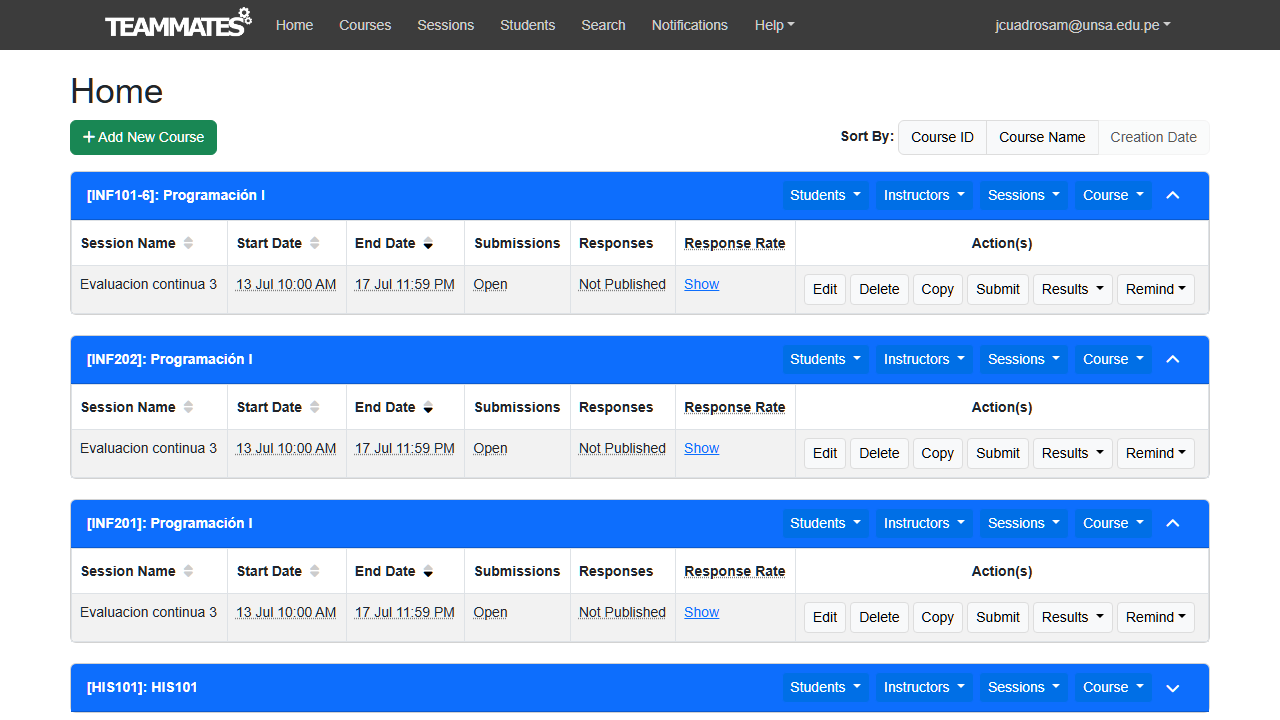 TEAMMATES Home Courses Sessions Students Search Notifications Help jcuadrosam@unsa.edu.pe
Home
+ Add New Course Sort By: Course ID Course Name Creation Date
[INF101-6]: Programación I Students Instructors Sessions Course
Session Name Start Date End Date Submissions Responses Response Rate Action(s)
Evaluacion continua 3 13 Jul 10:00 AM 17 Jul 11:59 PM Open Not Published Show Edit Delete Copy Submit Results Remind
[INF202]: Programación I Students Instructors Sessions Course
Session Name Start Date End Date Submissions Responses Response Rate Action(s)
Evaluacion continua 3 13 Jul 10:00 AM 17 Jul 11:59 PM Open Not Published Show Edit Delete Copy Submit Results Remind
[INF201]: Programación I Students Instructors Sessions Course
Session Name Start Date End Date Submissions Responses Response Rate Action(s)
Evaluacion continua 3 13 Jul 10:00 AM 17 Jul 11:59 PM Open Not Published Show Edit Delete Copy Submit Results Remind
[HIS101]: HIS101 Students Instructors Sessions Course